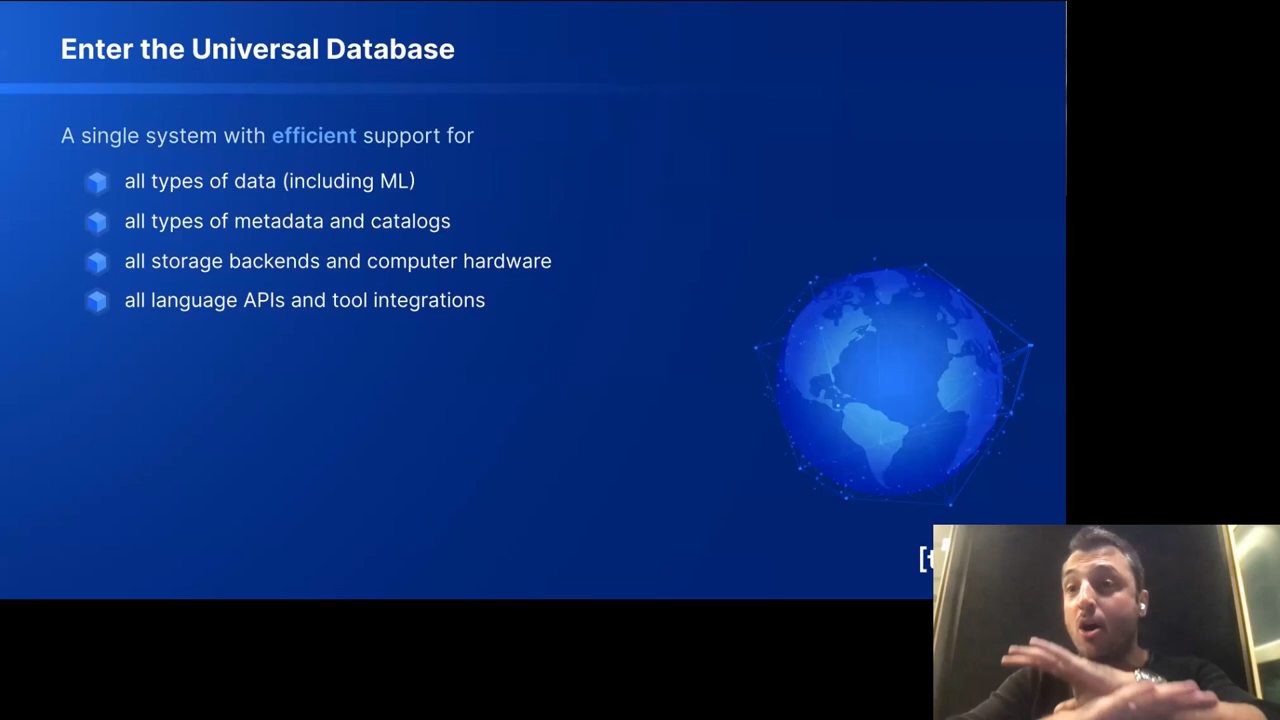 Enter the Universal Database
A single system with efficient support for
all types of data (including ML)
all types of metadata and catalogs
all storage backends and computer hardware
all language APIs and tool integrations
[t